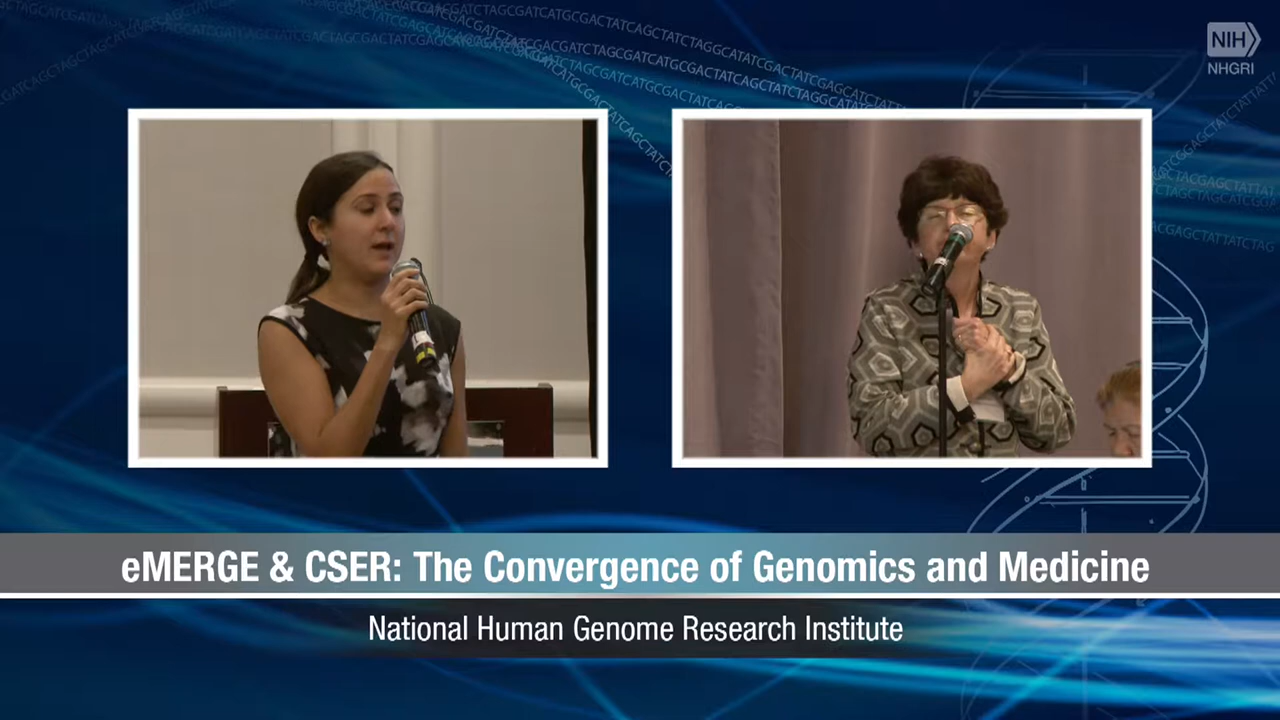 NIH
NHGRI
eMERGE & CSER: The Convergence of Genomics and Medicine
National Human Genome Research Institute